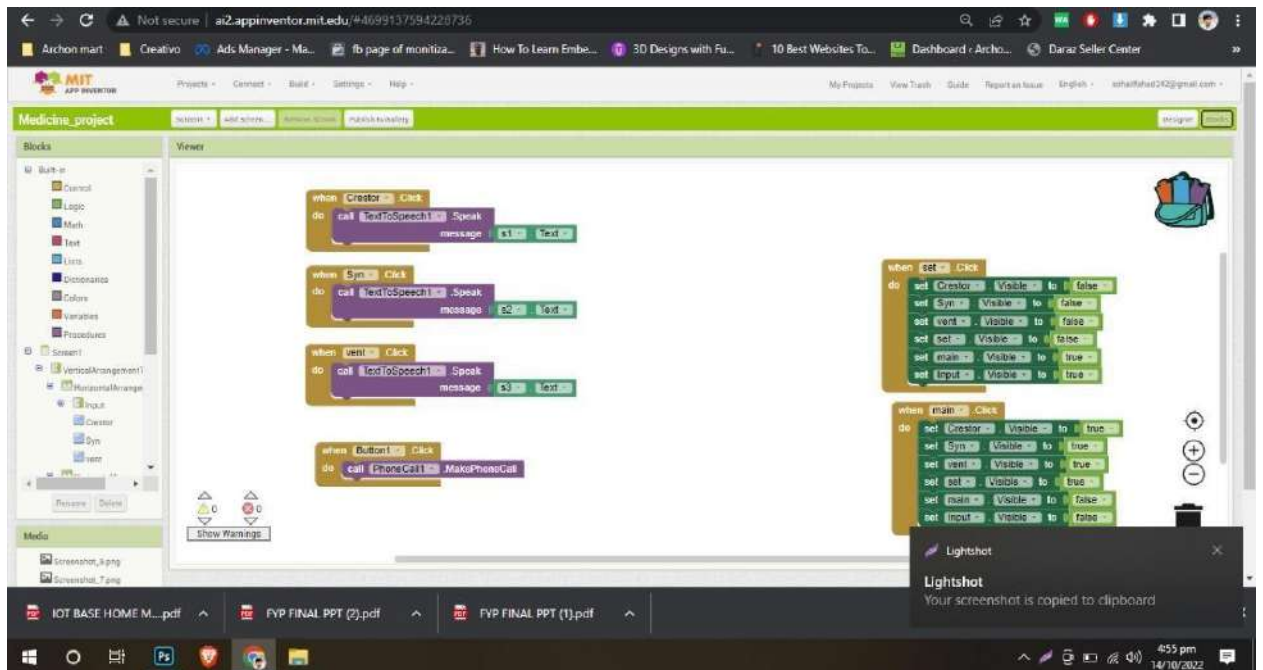 Not secure | ai2.appinventor.mit.edu/#4699137594228736
Archon mart Creativo Ads Manager - Ma... fb page of monitiza... How To Learn Embe... 3D Designs with Fu... 10 Best Websites To... Dashboard ‹ Archo... Daraz Seller Center »
MIT
APP INVENTOR
Projects Connect Build Settings Help
My Projects View Trash Guide Report an Issue English
Medicine_project
Add Screen... Publish to Gallery
Designer
Blocks
Viewer
Built-in
Control
Logic
Math
Text
Lists
Dictionaries
Colors
Variables
Procedures
Screen1
VerticalArrangement1
HorizontalArrange
Input
Crestor
Syn
vent
Rename Delete
Media
Screenshot_7.png
when Crestor .Click
do call TextToSpeech1 .Speak
message s1 . Text
when Syn .Click
do call TextToSpeech1 .Speak
message s2 . Text
when vent .Click
do call TextToSpeech1 .Speak
message s3 . Text
when Button1 .Click
do call PhoneCall1 .MakePhoneCall
0 0
Show Warnings
when set .Click
do set Crestor . Visible to false
set Syn . Visible to false
set vent . Visible to false
set set . Visible to false
set main . Visible to true
set Input . Visible to true
when main .Click
do set Crestor . Visible to true
set Syn . Visible to true
set vent . Visible to true
set set . Visible to true
set main . Visible to false
set Input . Visible to false
Lightshot
Lightshot
Your screenshot is copied to clipboard
IOT BASE HOME M....pdf FYP FINAL PPT (2).pdf FYP FINAL PPT (1).pdf
Ps
4:55 pm
14/10/2022